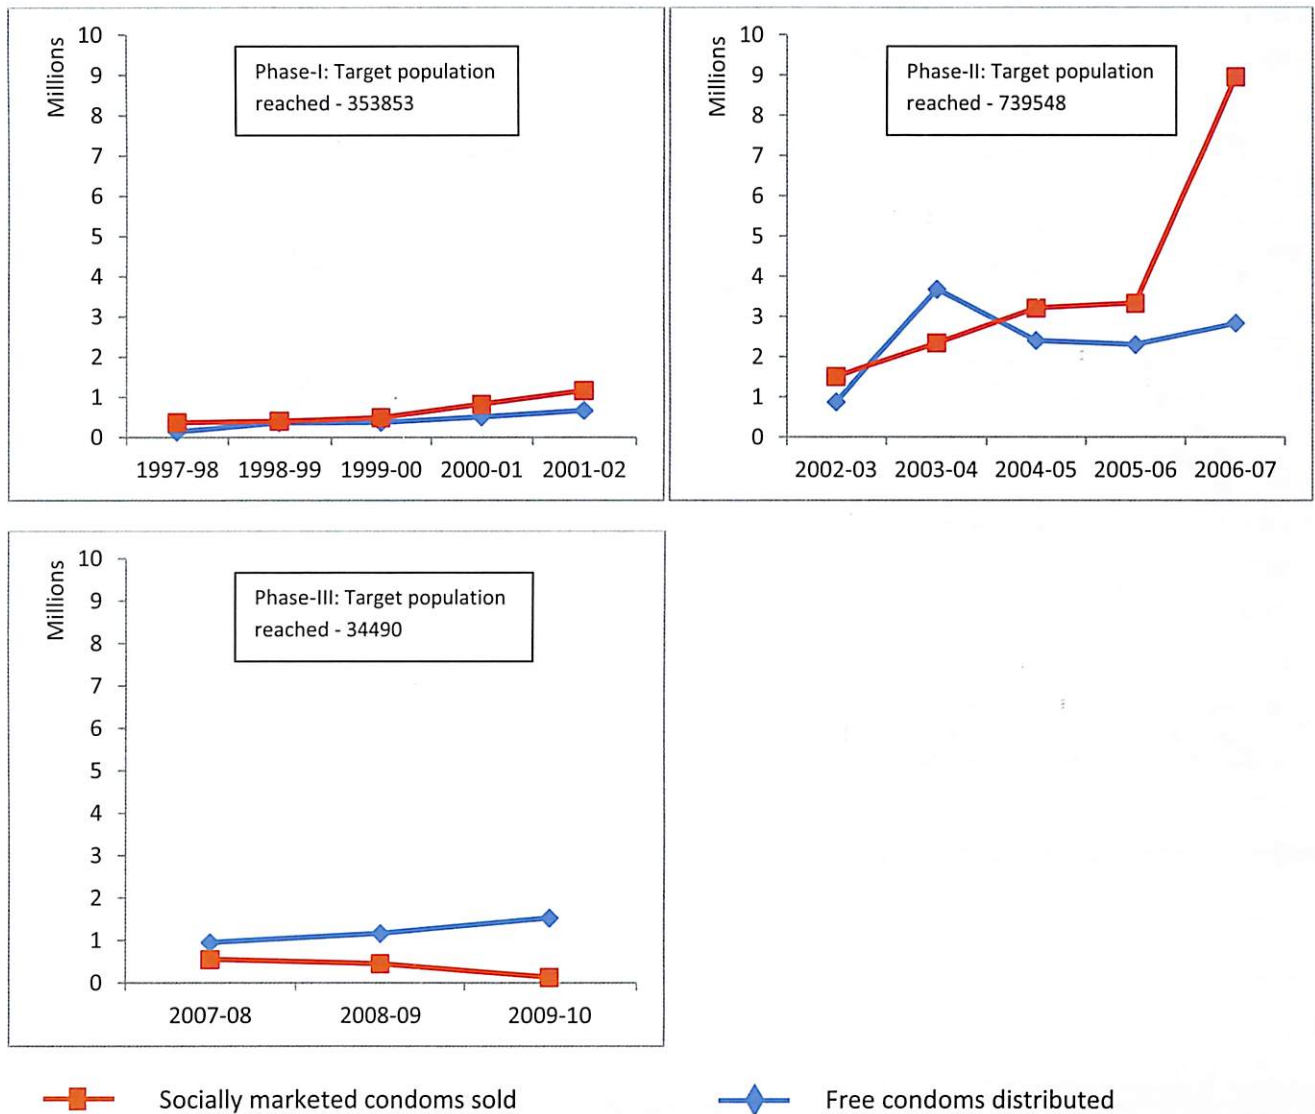 Millions
10
9
8
7
6
5
4
3
2
1
0
Phase-I: Target population
reached - 353853
1997-98 1998-99 1999-00 2000-01 2001-02
Millions
10
9
8
7
6
5
4
3
2
1
0
Phase-II: Target population
reached - 739548
2002-03 2003-04 2004-05 2005-06 2006-07
Millions
10
9
8
7
6
5
4
3
2
1
0
Phase-III: Target population
reached - 34490
2007-08 2008-09 2009-10
Socially marketed condoms sold
Free condoms distributed